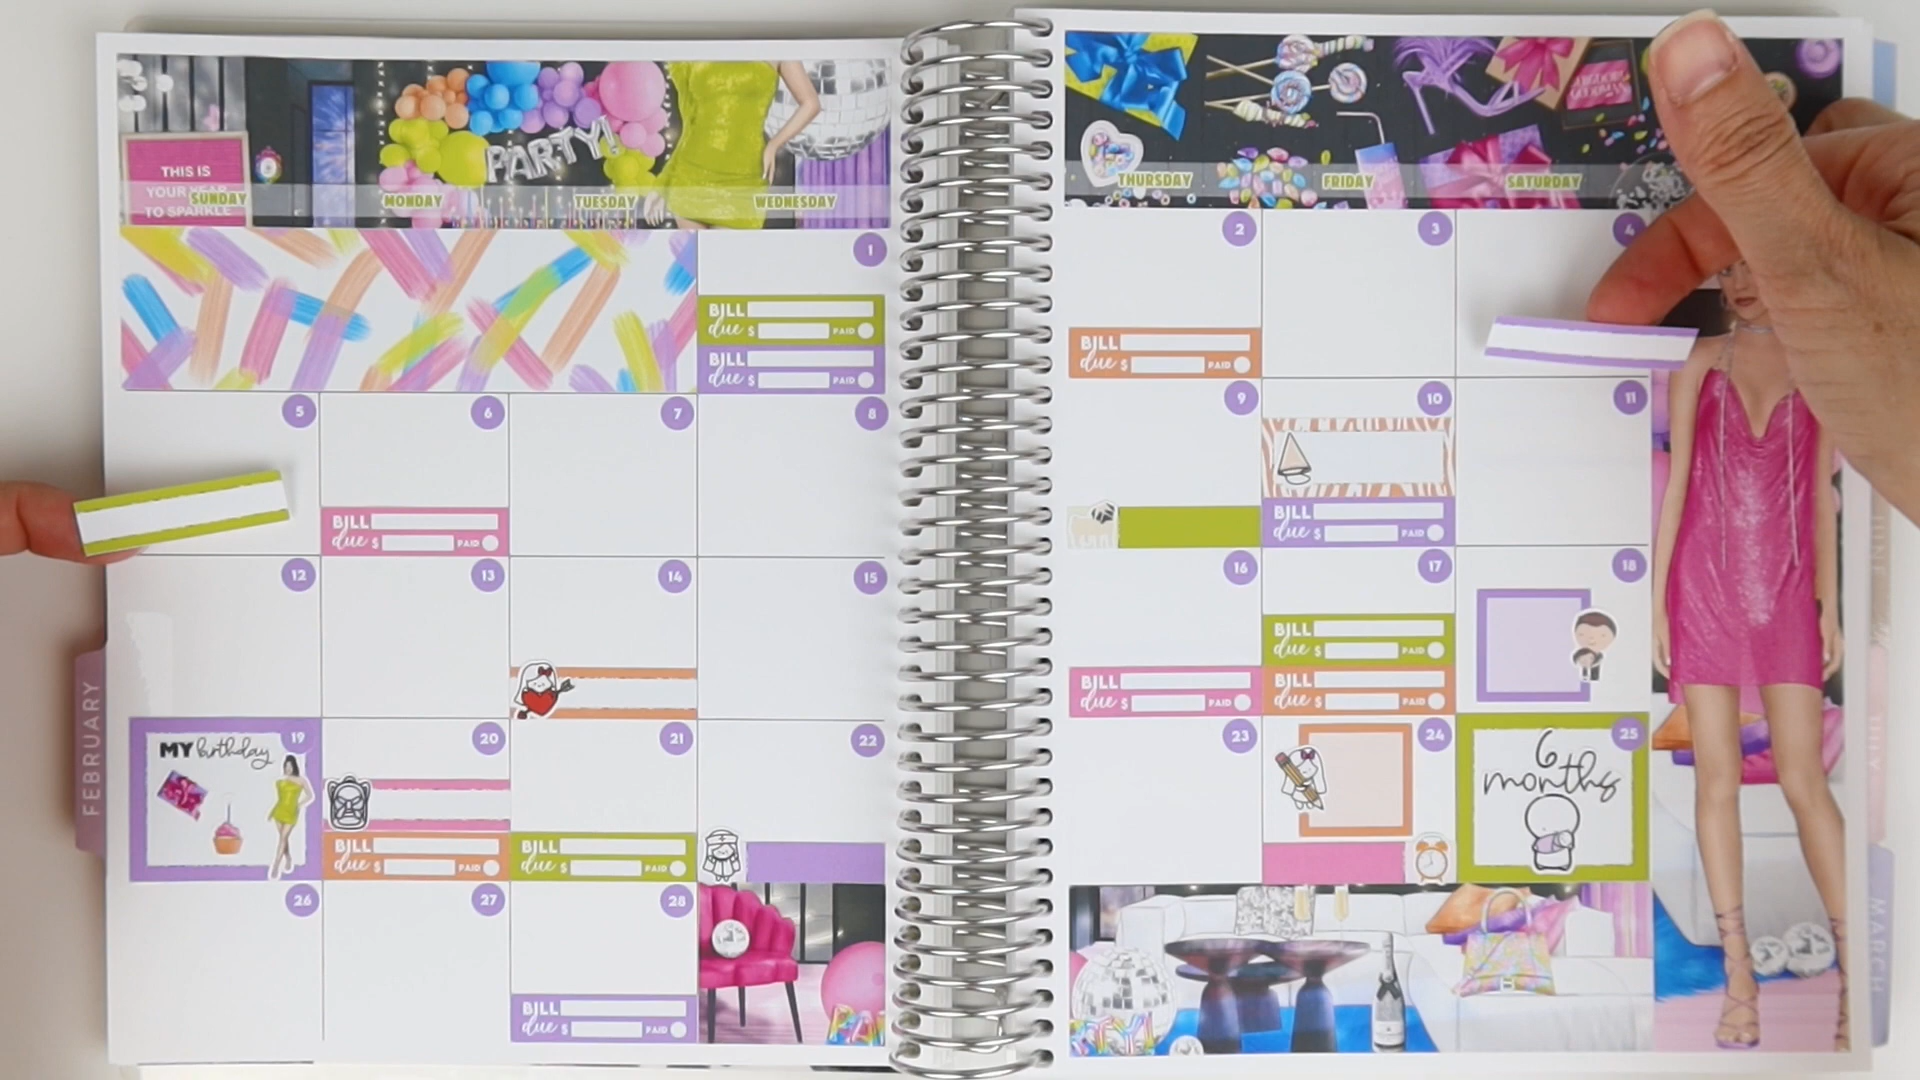 THIS IS
YOUR YEAR
TO SPARKLE
PARTY!
SUNDAY MONDAY TUESDAY WEDNESDAY
THURSDAY FRIDAY SATURDAY
1
BILL
due $ PAID
BILL
due $ PAID
2
BILL
due $ PAID
3
4
5
6
BILL
due $ PAID
7
8
9
10
BILL
due $ PAID
11
12
13
14
15
16
BILL
due $ PAID
17
BILL
due $ PAID
BILL
due $ PAID
18
19
MY birthday
20
BILL
due $ PAID
21
BILL
due $ PAID
22
23
24
25
6
months
26
27
28
BILL
due $ PAID
FEBRUARY
MARCH
JUNE
JULY